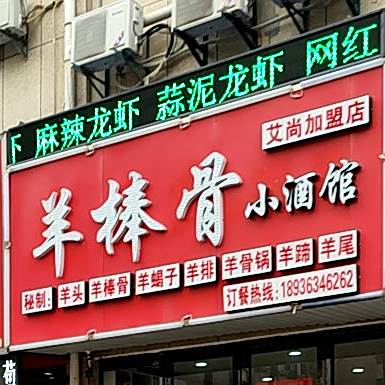 下 麻辣龙虾 蒜泥龙虾 网红
艾尚加盟店
羊棒骨小酒馆
秘制:羊头 羊棒骨 羊蝎子 羊排 羊骨锅 羊蹄 羊尾
订餐热线:18936346262